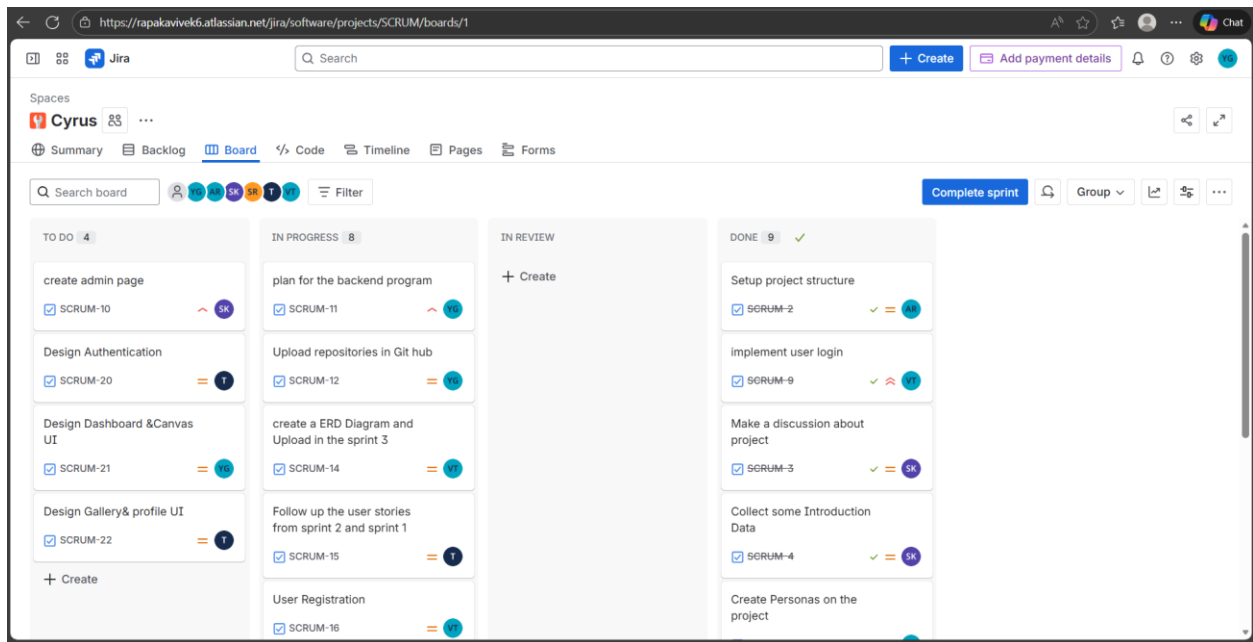 https://rapakavivek6.atlassian.net/jira/software/projects/SCRUM/boards/1
Chat
Jira
Search
+ Create
Add payment details
YG
Spaces
Cyrus
Summary
Backlog
Board
Code
Timeline
Pages
Forms
Search board
YG AR SK SR T VT
Filter
Complete sprint
Group
TO DO 4
create admin page
SCRUM-10
SK
Design Authentication
SCRUM-20
T
Design Dashboard &Canvas
UI
SCRUM-21
YG
Design Gallery& profile UI
SCRUM-22
T
+ Create
IN PROGRESS 8
plan for the backend program
SCRUM-11
YG
Upload repositories in Git hub
SCRUM-12
YG
create a ERD Diagram and
Upload in the sprint 3
SCRUM-14
VT
Follow up the user stories
from sprint 2 and sprint 1
SCRUM-15
T
User Registration
SCRUM-16
VT
IN REVIEW
+ Create
DONE 9
Setup project structure
SCRUM-2
AR
implement user login
SCRUM-9
VT
Make a discussion about
project
SCRUM-3
SK
Collect some Introduction
Data
SCRUM-4
SK
Create Personas on the
project